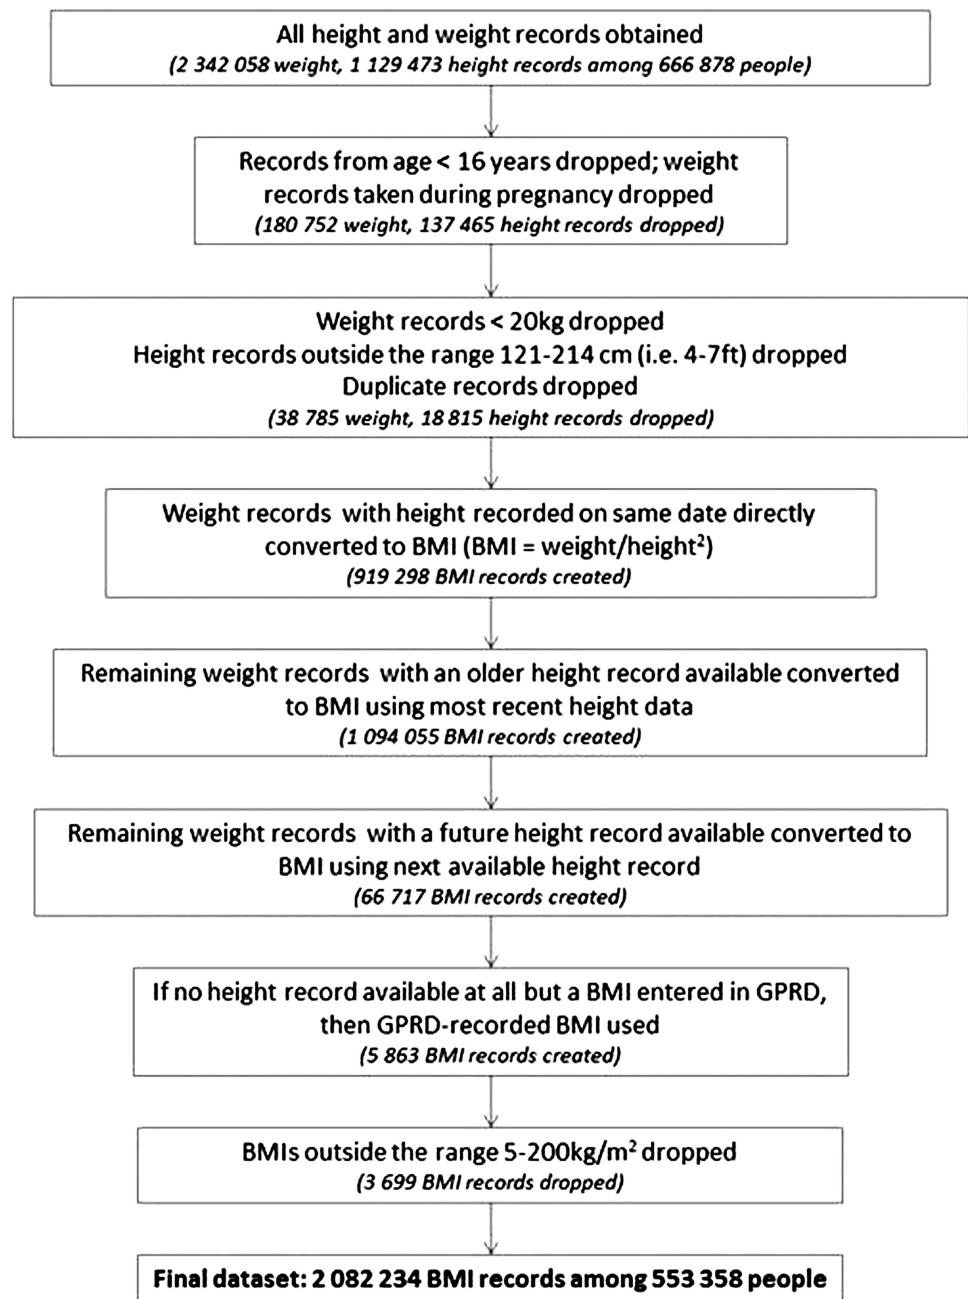 All height and weight records obtained
(2 342 058 weight, 1 129 473 height records among 666 878 people)
Records from age < 16 years dropped; weight
records taken during pregnancy dropped
(180 752 weight, 137 465 height records dropped)
Weight records < 20kg dropped
Height records outside the range 121-214 cm (i.e. 4-7ft) dropped
Duplicate records dropped
(38 785 weight, 18 815 height records dropped)
Weight records with height recorded on same date directly
converted to BMI (BMI = weight/height²)
(919 298 BMI records created)
Remaining weight records with an older height record available converted
to BMI using most recent height data
(1 094 055 BMI records created)
Remaining weight records with a future height record available converted to
BMI using next available height record
(66 717 BMI records created)
If no height record available at all but a BMI entered in GPRD,
then GPRD-recorded BMI used
(5 863 BMI records created)
BMIs outside the range 5-200kg/m² dropped
(3 699 BMI records dropped)
Final dataset: 2 082 234 BMI records among 553 358 people